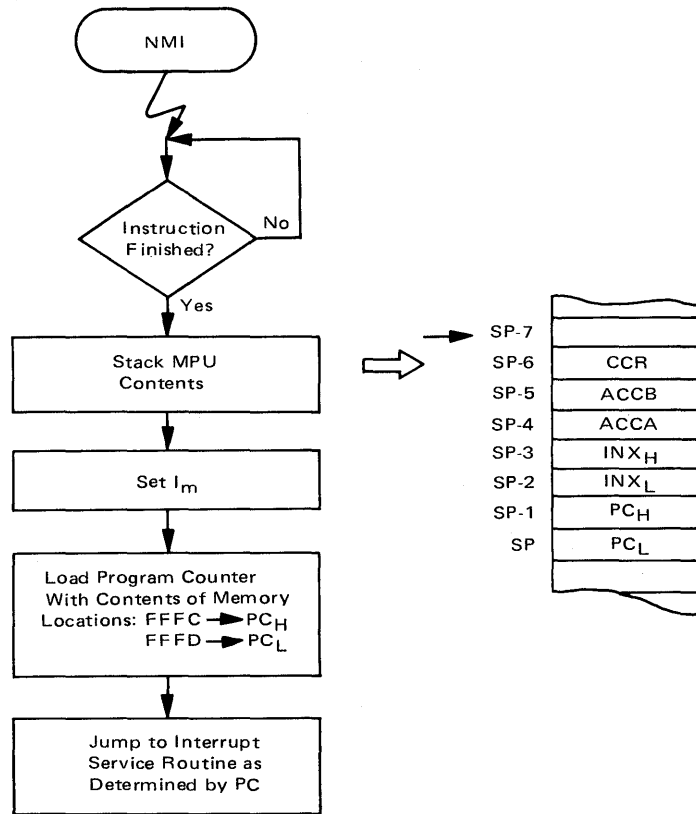 NMI
Instruction
Finished?
No
Yes
Stack MPU
Contents
Set Im
Load Program Counter
With Contents of Memory
Locations: FFFC → PCH
FFFD → PCL
Jump to Interrupt
Service Routine as
Determined by PC
SP-7
SP-6 CCR
SP-5 ACCB
SP-4 ACCA
SP-3 INXH
SP-2 INXL
SP-1 PCH
SP PCL